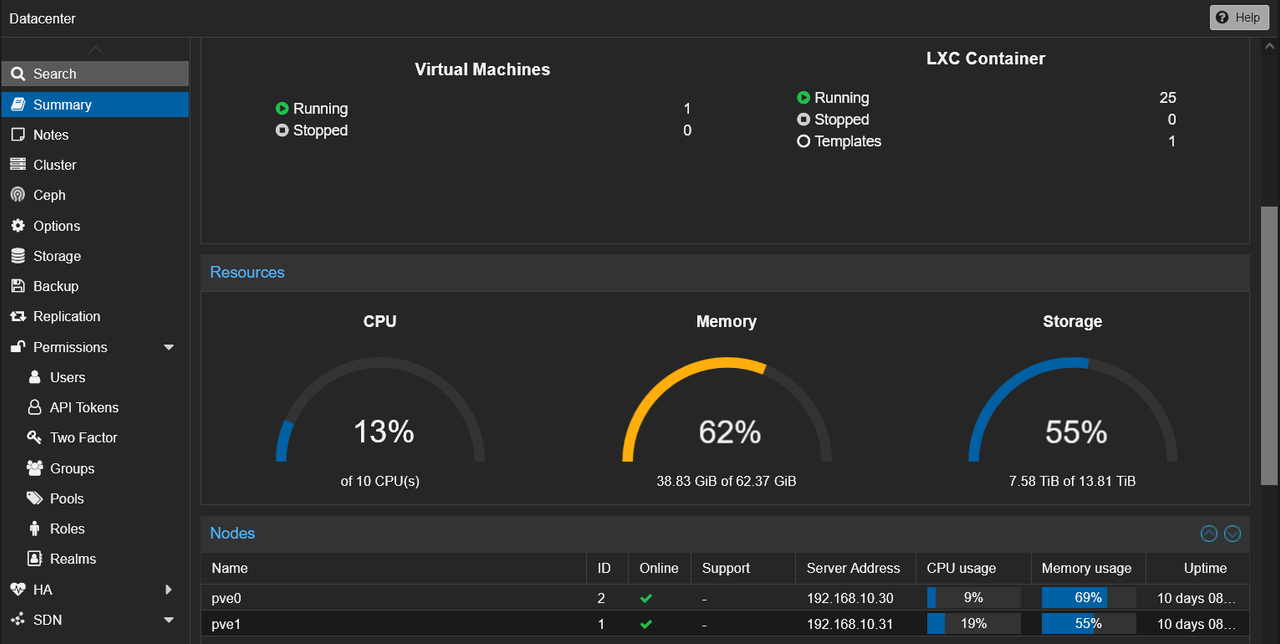 Datacenter
Help
Search
Summary
Notes
Cluster
Ceph
Options
Storage
Backup
Replication
Permissions
Users
API Tokens
Two Factor
Groups
Pools
Roles
Realms
HA
SDN
Virtual Machines
Running 1
Stopped 0
LXC Container
Running 25
Stopped 0
Templates 1
Resources
CPU
13%
of 10 CPU(s)
Memory
62%
38.83 GiB of 62.37 GiB
Storage
55%
7.58 TiB of 13.81 TiB
Nodes
Name ID Online Support Server Address CPU usage Memory usage Uptime
pve0 2 - 192.168.10.30 9% 69% 10 days 08...
pve1 1 - 192.168.10.31 19% 55% 10 days 08...